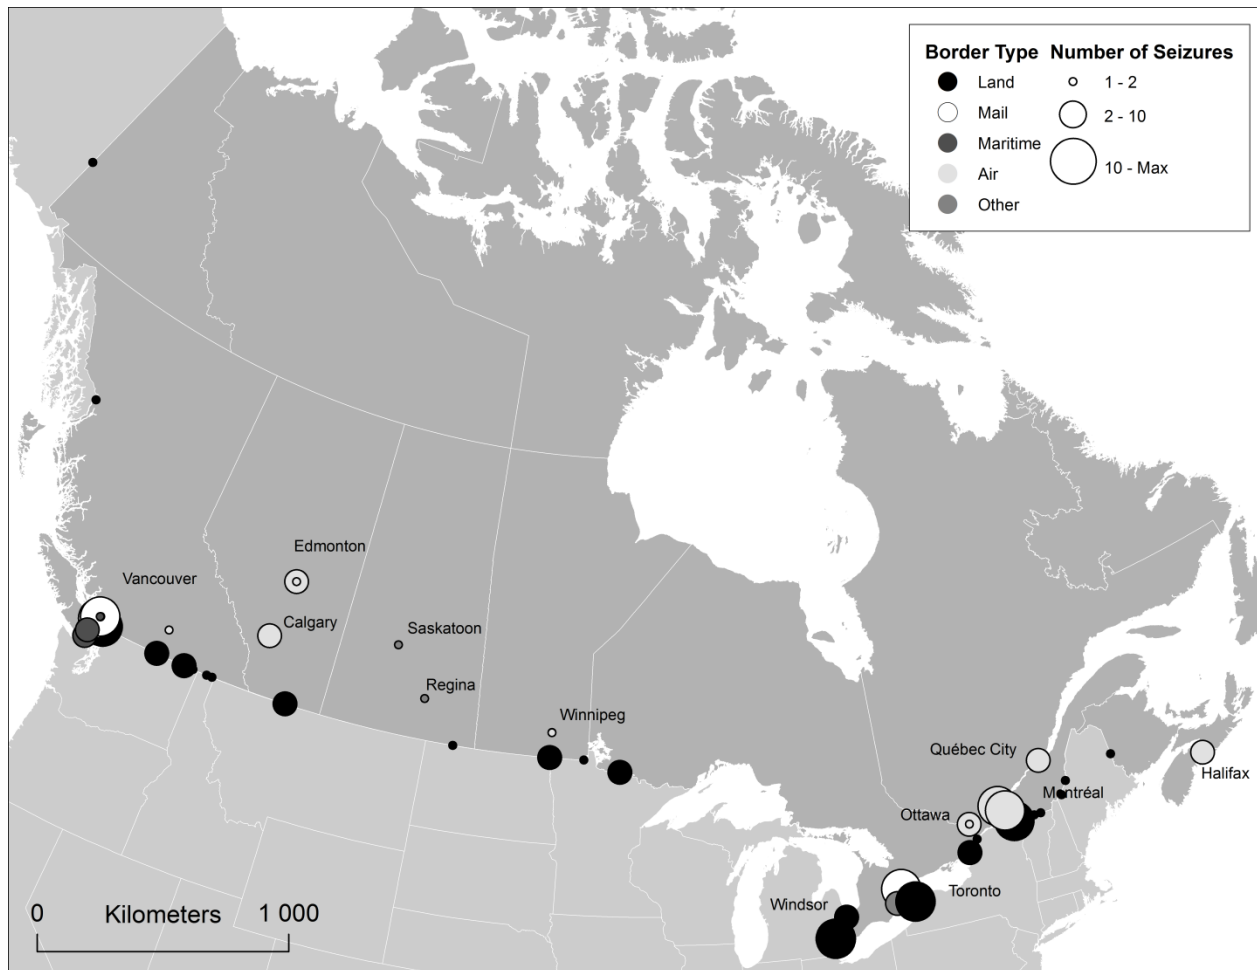 Border Type Number of Seizures
Land 1 - 2
Mail 2 - 10
Maritime
Air 10 - Max
Other
Edmonton
Vancouver
Calgary
Saskatoon
Regina
Winnipeg
Québec City
Halifax
Montréal
Ottawa
Toronto
Windsor
0 Kilometers 1 000